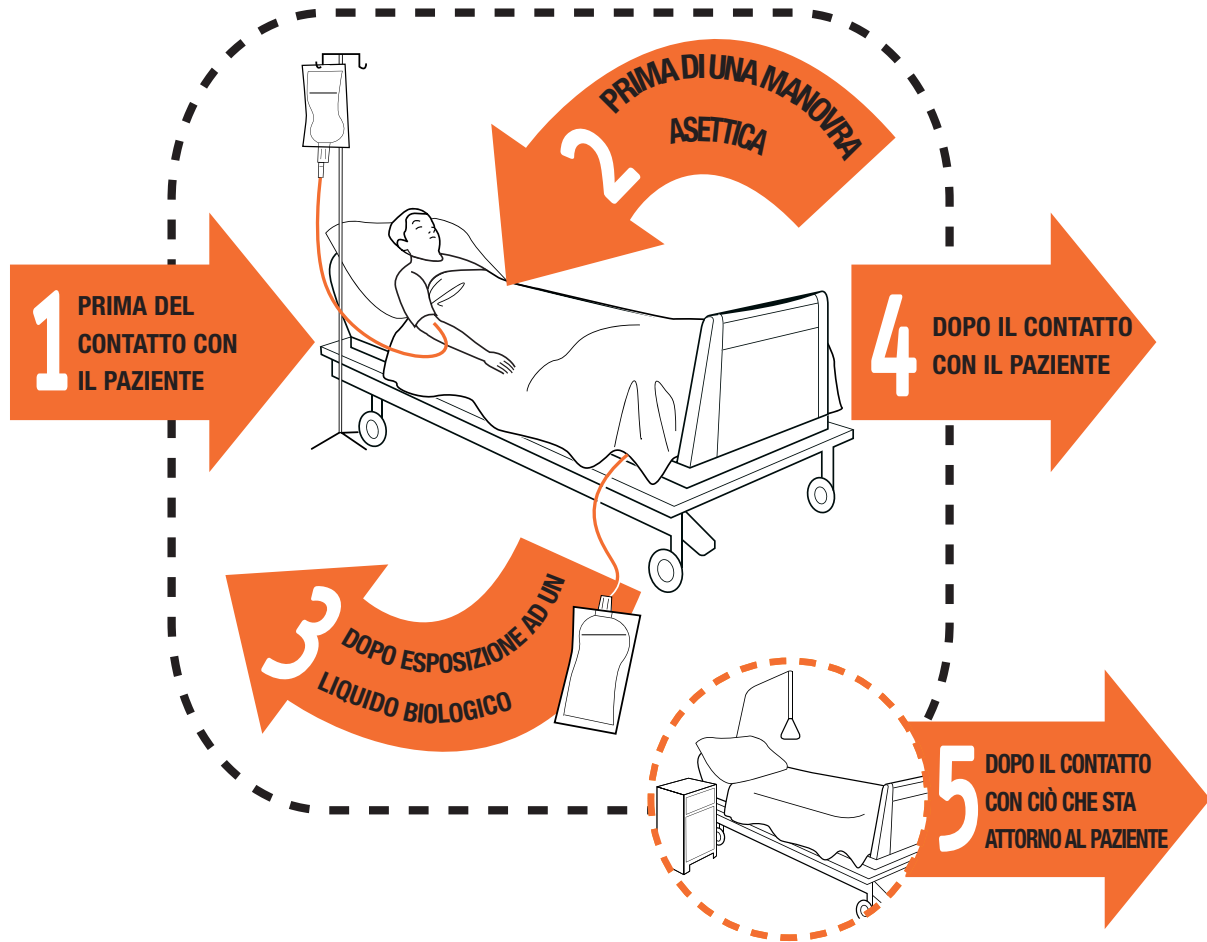 1
PRIMA DEL
CONTATTO CON
IL PAZIENTE
2
PRIMA DI UNA MANOVRA
ASETTICA
3
DOPO ESPOSIZIONE AD UN
LIQUIDO BIOLOGICO
4
DOPO IL CONTATTO
CON IL PAZIENTE
5
DOPO IL CONTATTO
CON CIÒ CHE STA
ATTORNO AL PAZIENTE